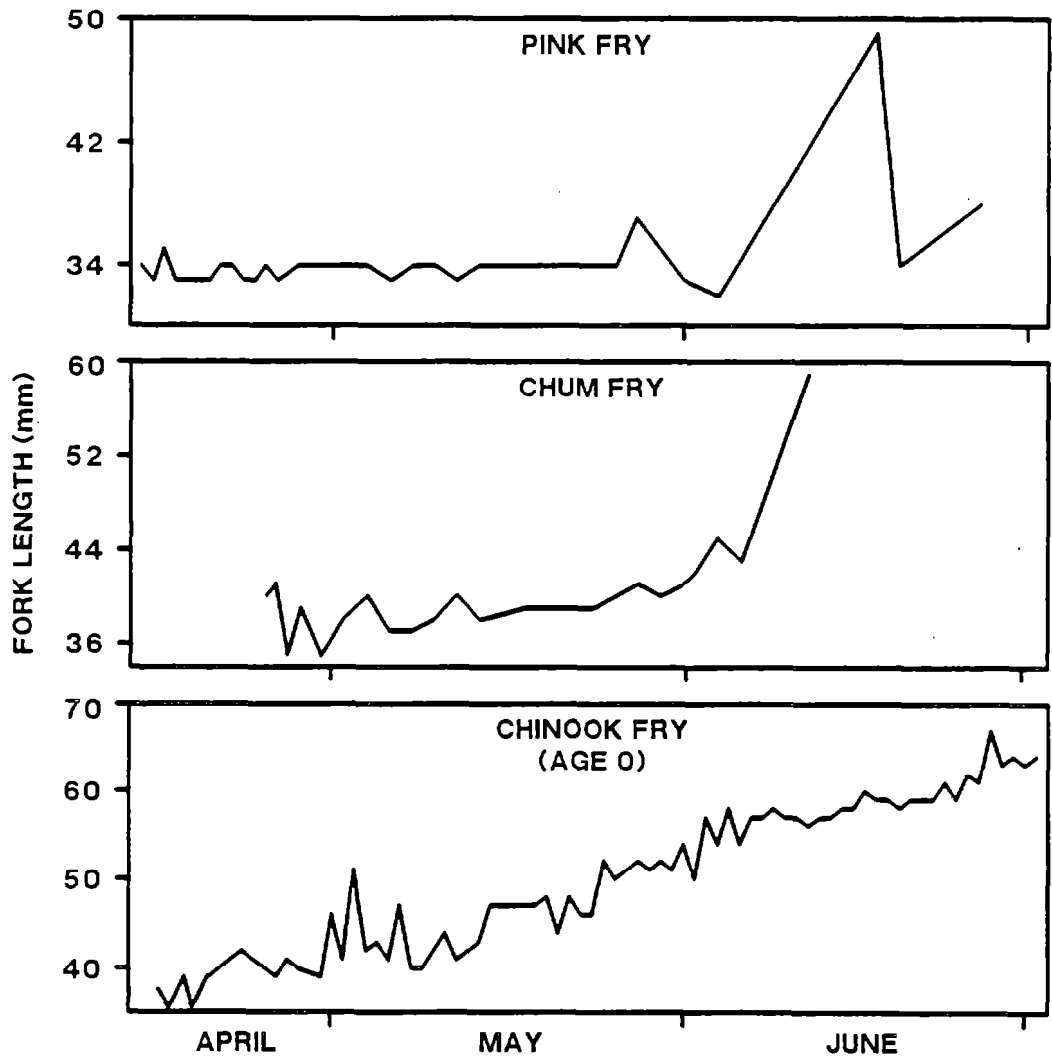 PINK FRY
50
42
34
CHUM FRY
60
52
44
36
CHINOOK FRY
(AGE 0)
70
60
50
40
FORK LENGTH (mm)
APRIL MAY JUNE